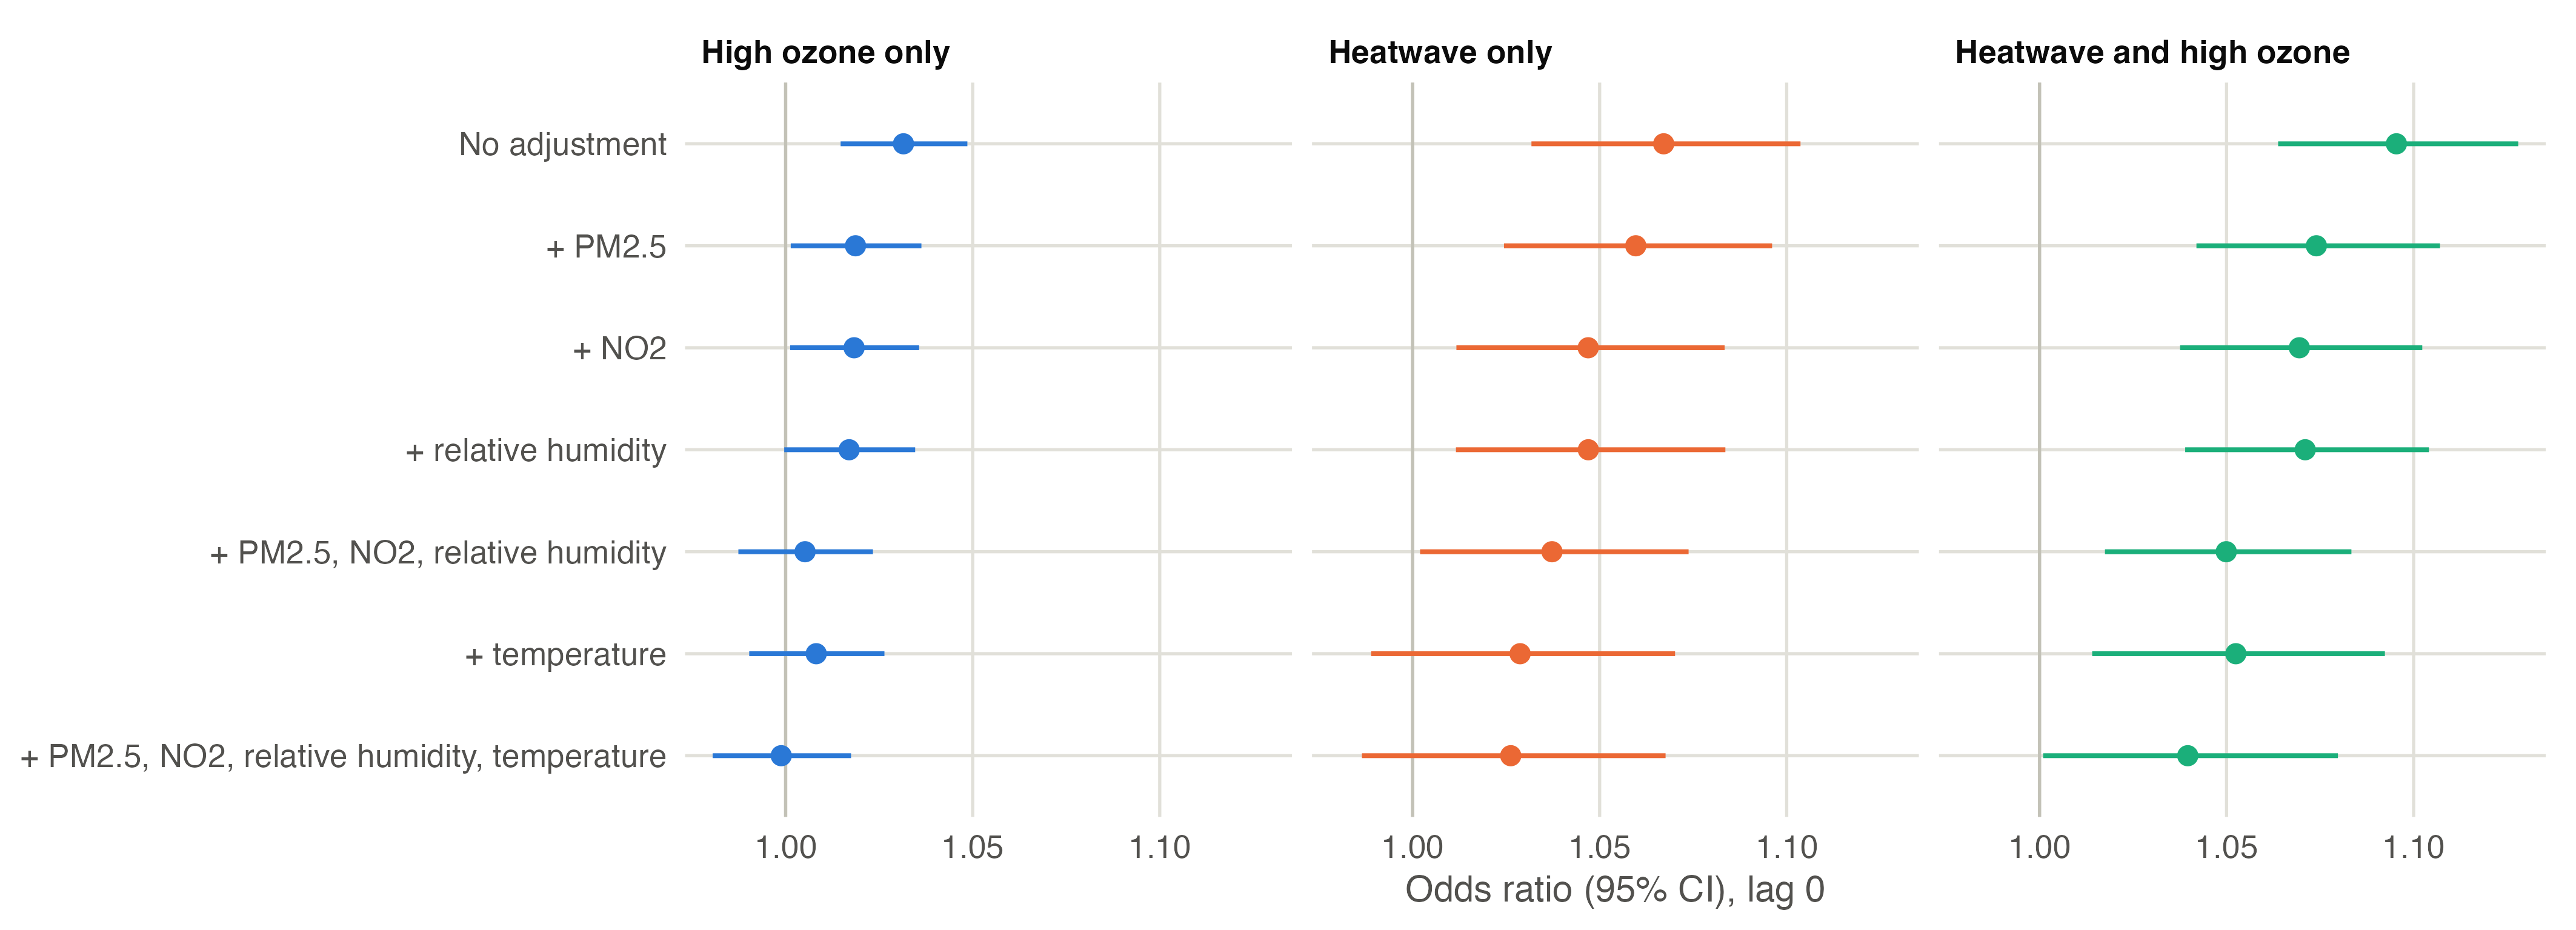 High ozone only
Heatwave only
Heatwave and high ozone
No adjustment
+ PM2.5
+ NO2
+ relative humidity
+ PM2.5, NO2, relative humidity
+ temperature
+ PM2.5, NO2, relative humidity, temperature
1.00 1.05 1.10
1.00 1.05 1.10
1.00 1.05 1.10
Odds ratio (95% CI), lag 0